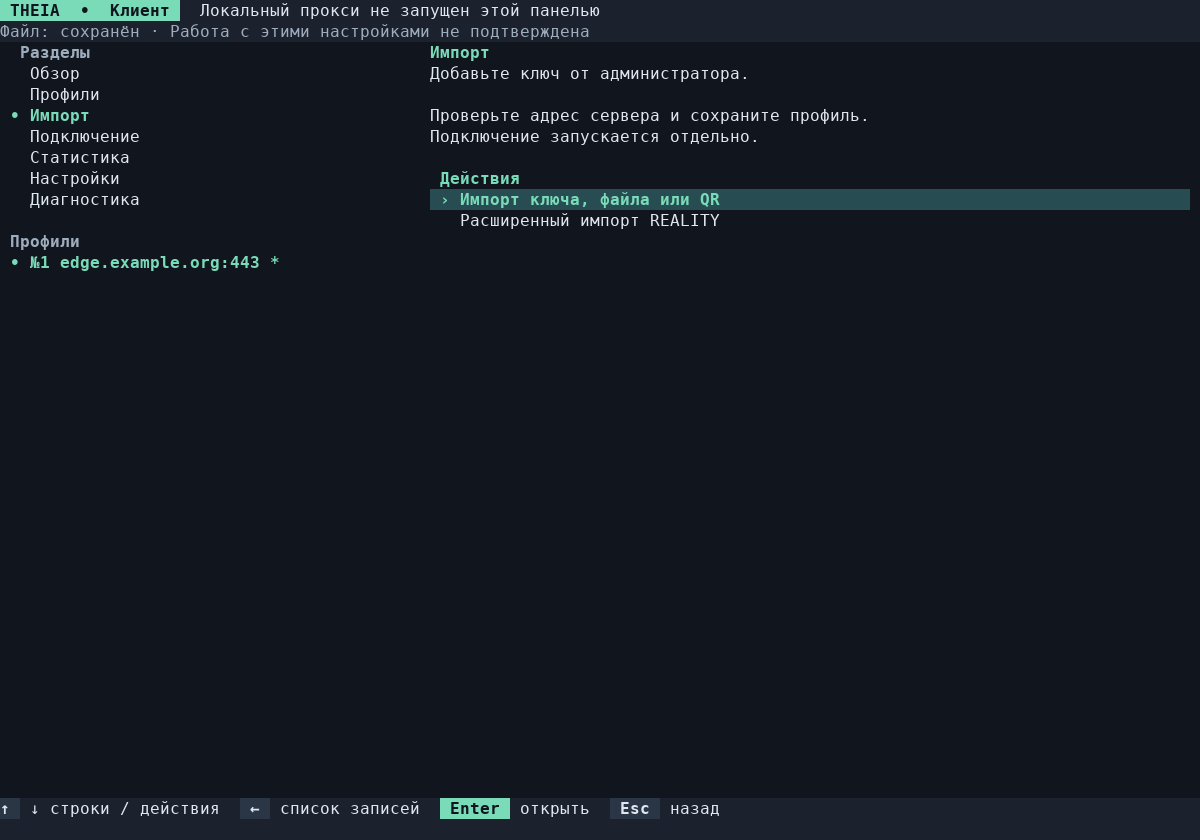 THEIA • Клиент Локальный прокси не запущен этой панелью
Файл: сохранён · Работа с этими настройками не подтверждена
Разделы
Обзор
Профили
• Импорт
Подключение
Статистика
Настройки
Диагностика
Профили
• №1 edge.example.org:443 *
Импорт
Добавьте ключ от администратора.
Проверьте адрес сервера и сохраните профиль.
Подключение запускается отдельно.
Действия
› Импорт ключа, файла или QR
Расширенный импорт REALITY
↑ ↓ строки / действия ← список записей Enter открыть Esc назад